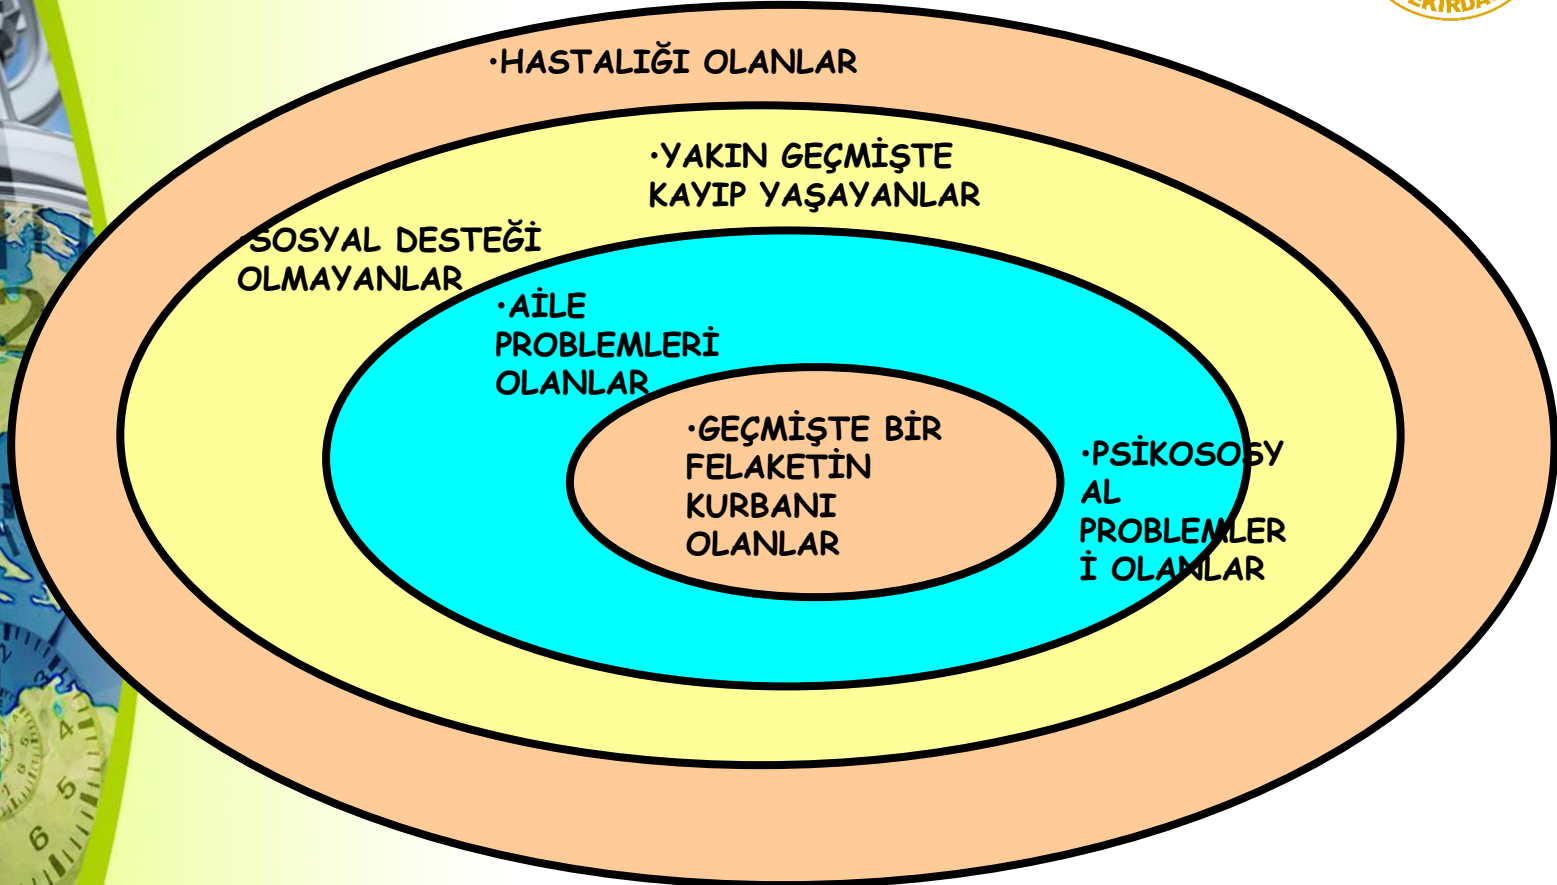 •HASTALIĞI OLANLAR
•YAKIN GEÇMİŞTE
KAYIP YAŞAYANLAR
•SOSYAL DESTEĞİ
OLMAYANLAR
•AİLE
PROBLEMLERİ
OLANLAR
•GEÇMİŞTE BİR
FELAKETİN
KURBANI
OLANLAR
•PSİKOSOSY
AL
PROBLEMLER
İ OLANLAR